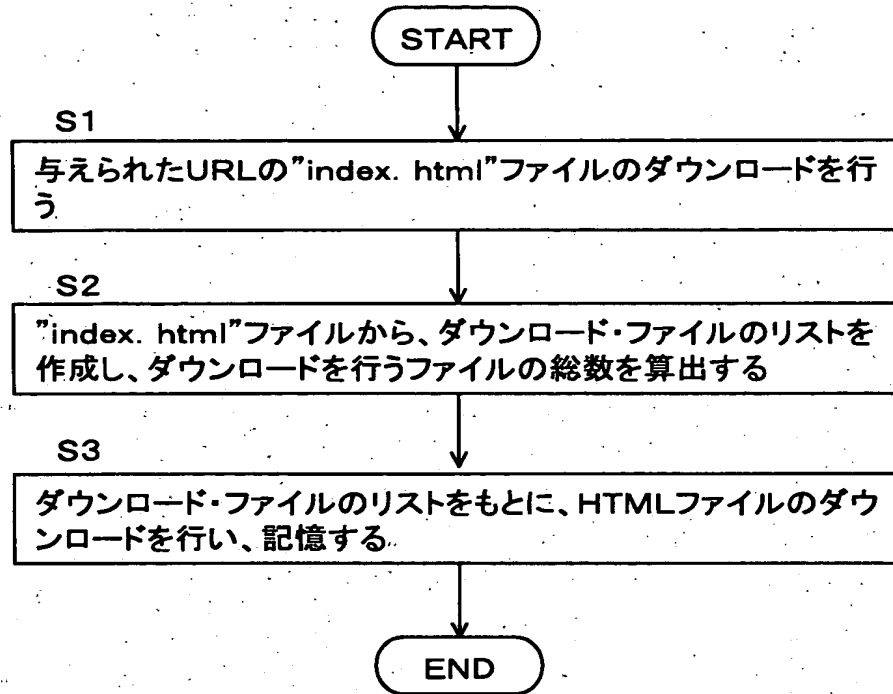 START
S1
与えられたURLの”index. html”ファイルのダウンロードを行
う
S2
”index. html”ファイルから、ダウンロード・ファイルのリストを
作成し、ダウンロードを行うファイルの総数を算出する
S3
ダウンロード・ファイルのリストをもとに、HTMLファイルのダウ
ンロードを行い、記憶する
END